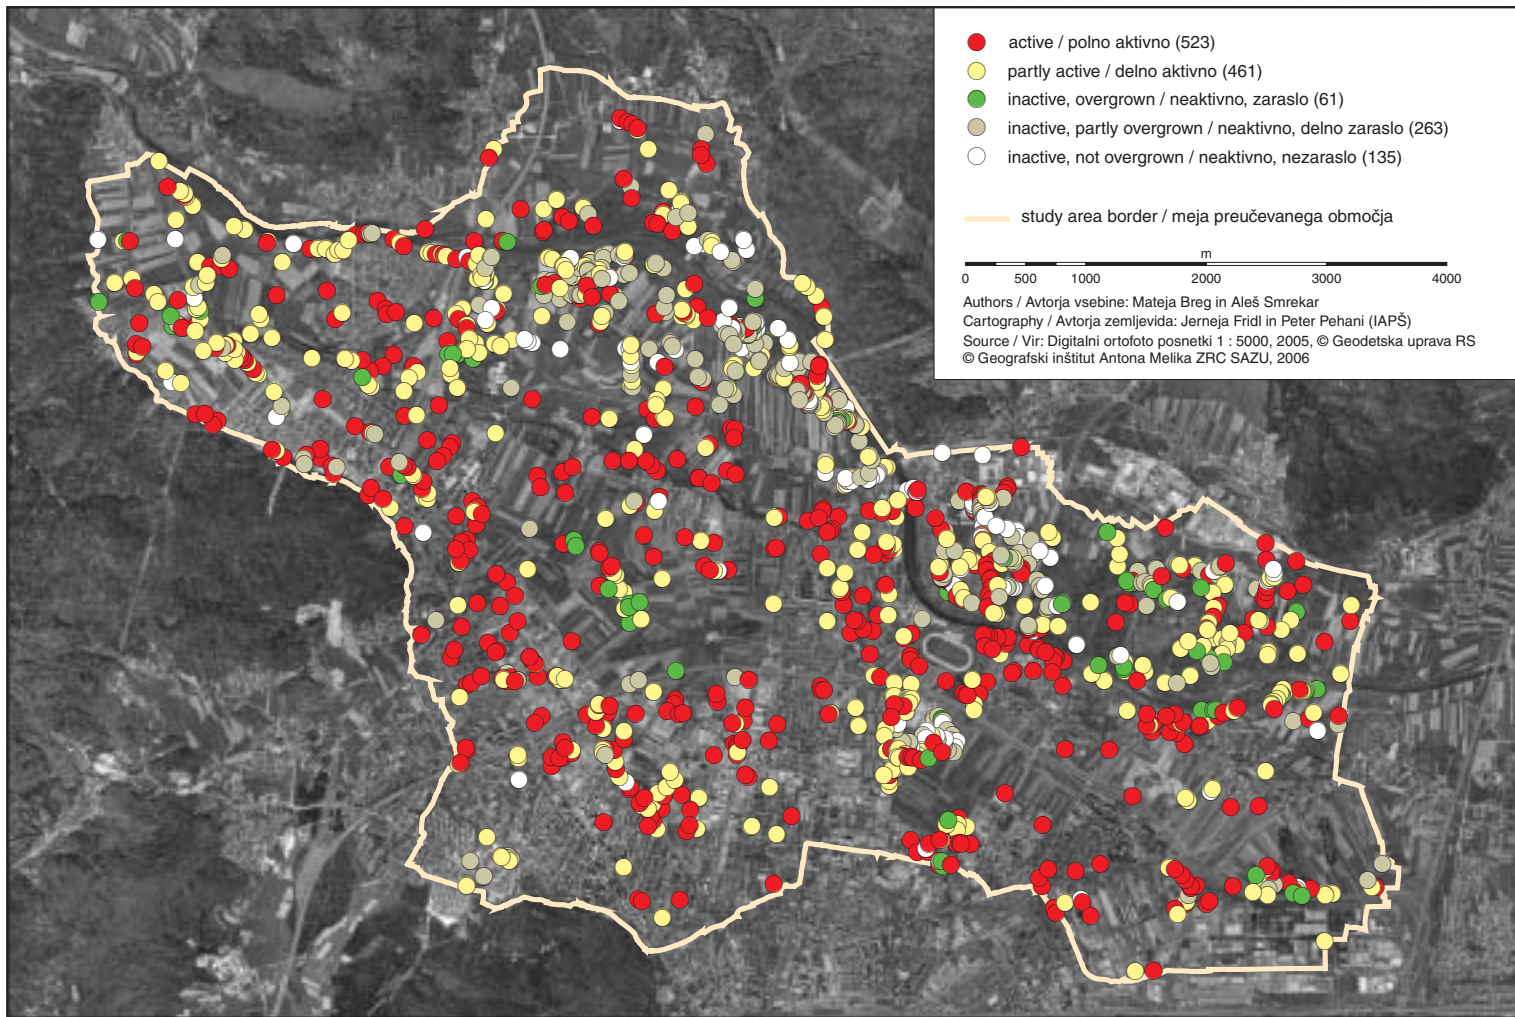 active / polno aktivno (523)
partly active / delno aktivno (461)
inactive, overgrown / neaktivno, zaraslo (61)
inactive, partly overgrown / neaktivno, delno zaraslo (263)
inactive, not overgrown / neaktivno, nezaraslo (135)
study area border / meja preučevanega območja
m
0 500 1000 2000 3000 4000
Authors / Avtorja vsebine: Mateja Breg in Aleš Smrekar
Cartography / Avtorja zemljevida: Jerneja Fridl in Peter Pehani (IAPŠ)
Source / Vir: Digitalni ortofoto posnetki 1 : 5000, 2005, © Geodetska uprava RS
© Geografski inštitut Antona Melika ZRC SAZU, 2006